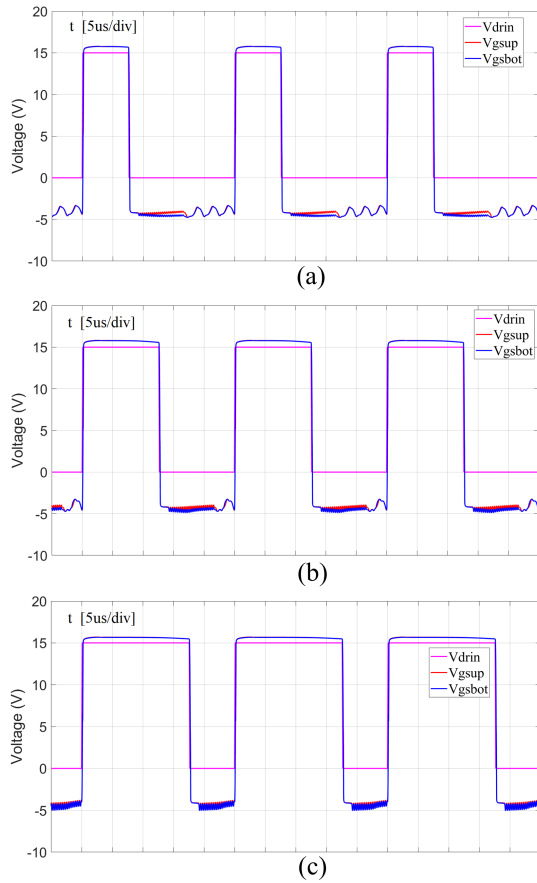 t [5us/div]
Vdrin
Vgsup
Vgsbot
20
15
10
5
0
-5
-10
Voltage (V)
(a)
t [5us/div]
Vdrin
Vgsup
Vgsbot
20
15
10
5
0
-5
-10
Voltage (V)
(b)
t [5us/div]
Vdrin
Vgsup
Vgsbot
20
15
10
5
0
-5
-10
Voltage (V)
(c)